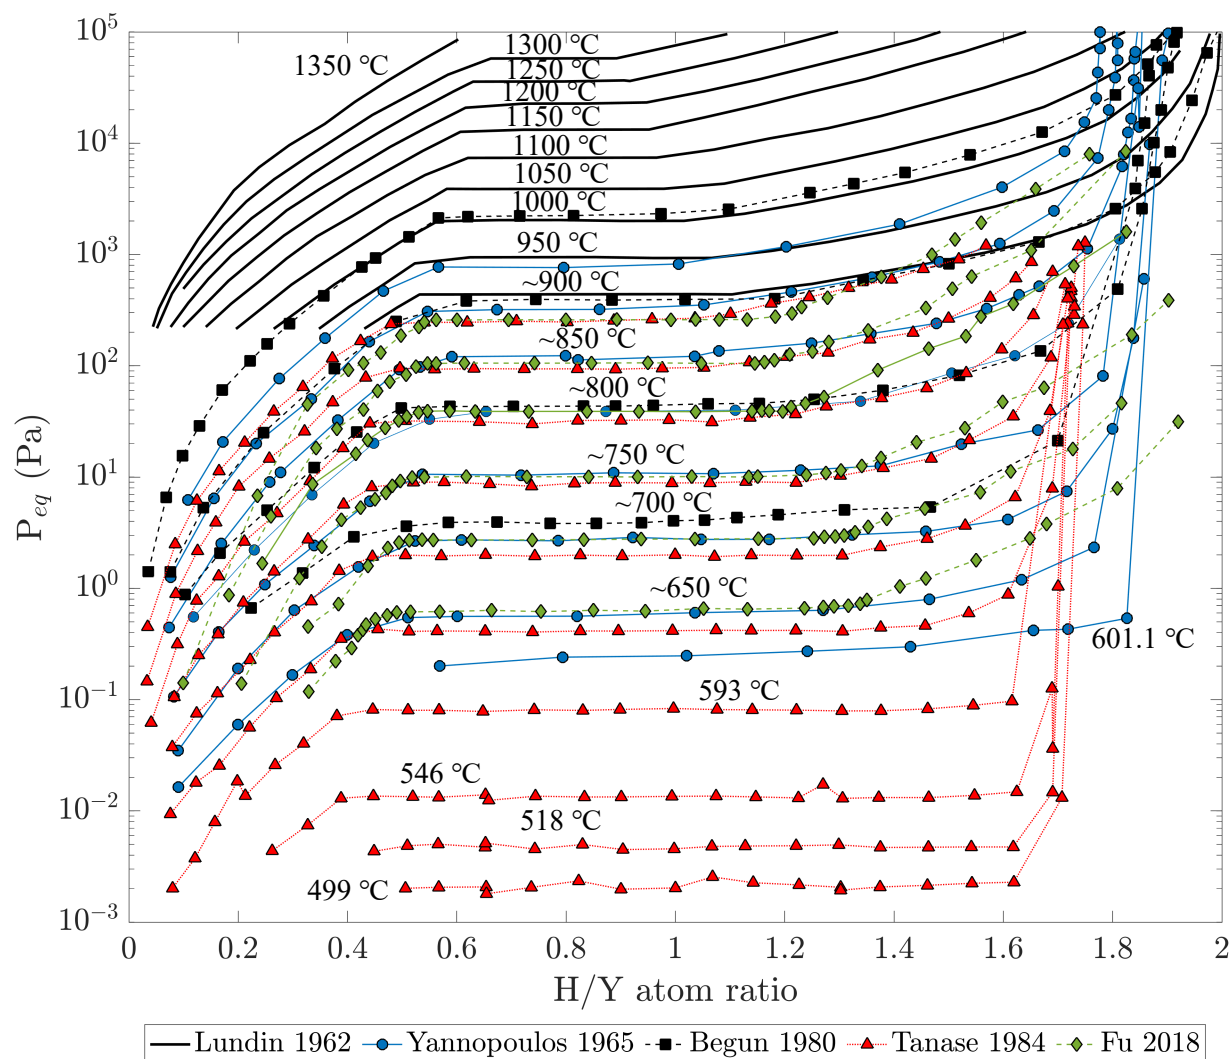 10^5
10^4
10^3
10^2
10^1
10^0
10^−1
10^−2
10^−3
P_eq (Pa)
1350 °C
1300 °C
1250 °C
1200 °C
1150 °C
1100 °C
1050 °C
1000 °C
950 °C
~900 °C
~850 °C
~800 °C
~750 °C
~700 °C
~650 °C
601.1 °C
593 °C
546 °C
518 °C
499 °C
0 0.2 0.4 0.6 0.8 1 1.2 1.4 1.6 1.8 2
H/Y atom ratio
Lundin 1962 Yannopoulos 1965 Begun 1980 Tanase 1984 Fu 2018